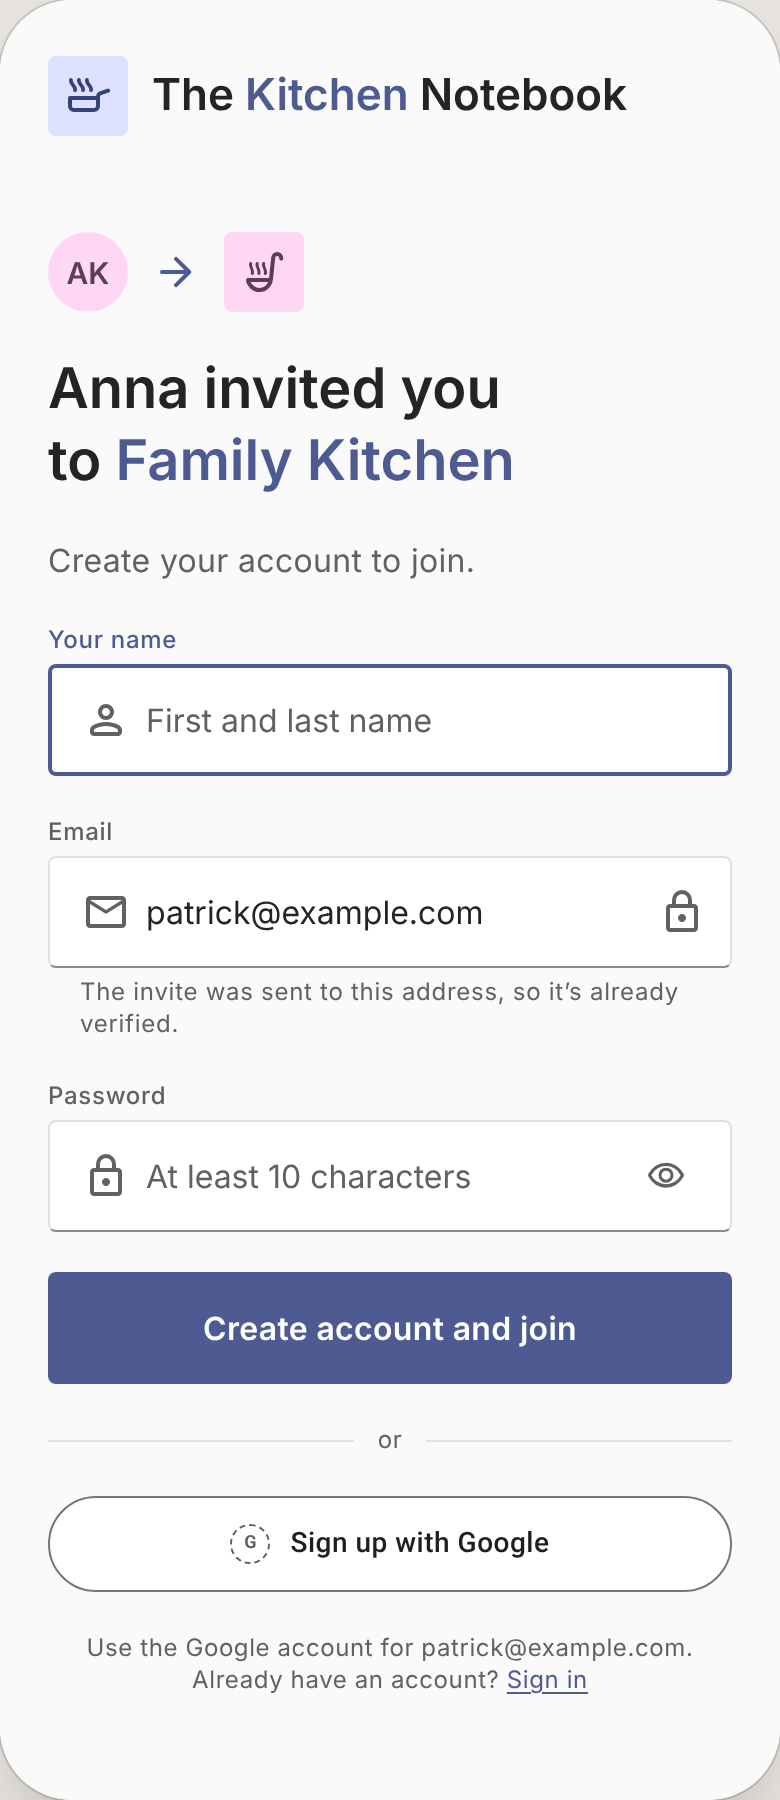 The Kitchen Notebook
AK
Anna invited you
to Family Kitchen
Create your account to join.
Your name
First and last name
Email
patrick@example.com
The invite was sent to this address, so it’s already
verified.
Password
At least 10 characters
Create account and join
or
G Sign up with Google
Use the Google account for patrick@example.com.
Already have an account? Sign in